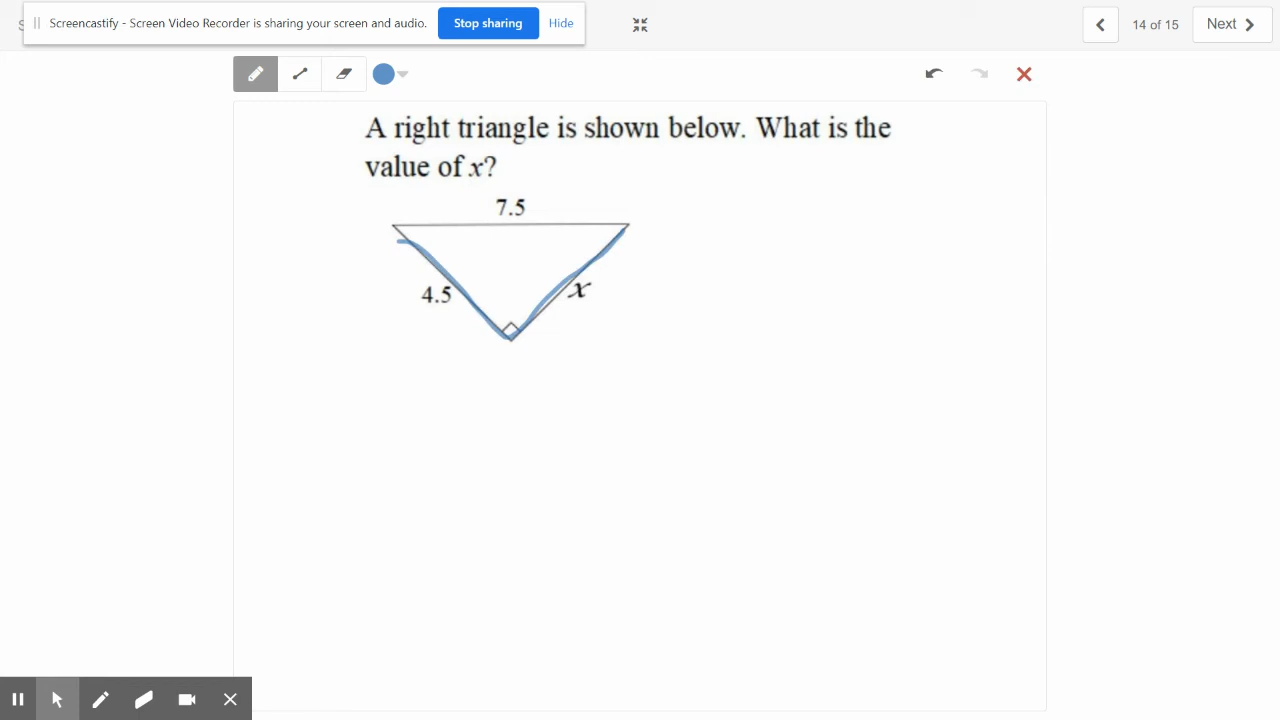 Screencastify - Screen Video Recorder is sharing your screen and audio. Stop sharing Hide
14 of 15 Next
A right triangle is shown below. What is the
value of x?
7.5
4.5
x